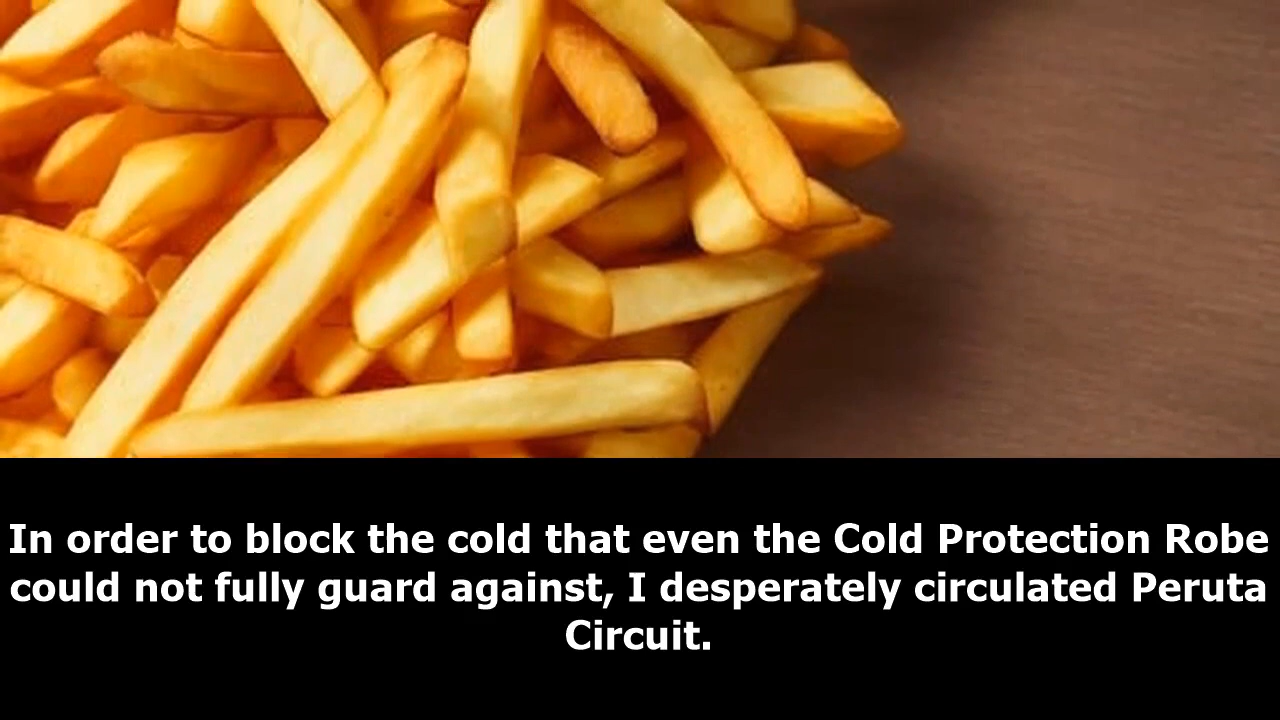 In order to block the cold that even the Cold Protection Robe
could not fully guard against, I desperately circulated Peruta
Circuit.